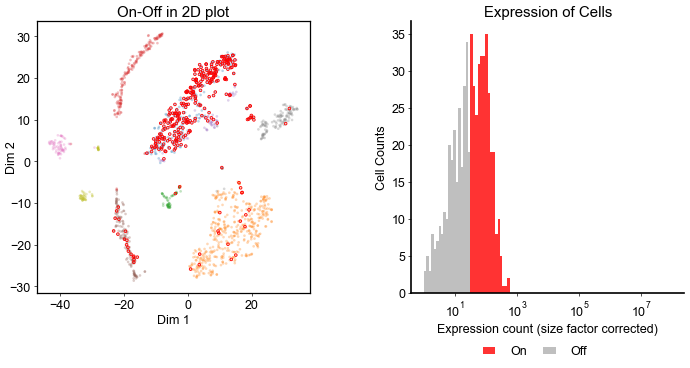 On-Off in 2D plot
Dim 2
30
20
10
0
−10
−20
−30
−40
−20
0
20
Dim 1
Expression of Cells
Cell Counts
35
30
25
20
15
10
5
0
10^1
10^3
10^5
10^7
Expression count (size factor corrected)
On
Off